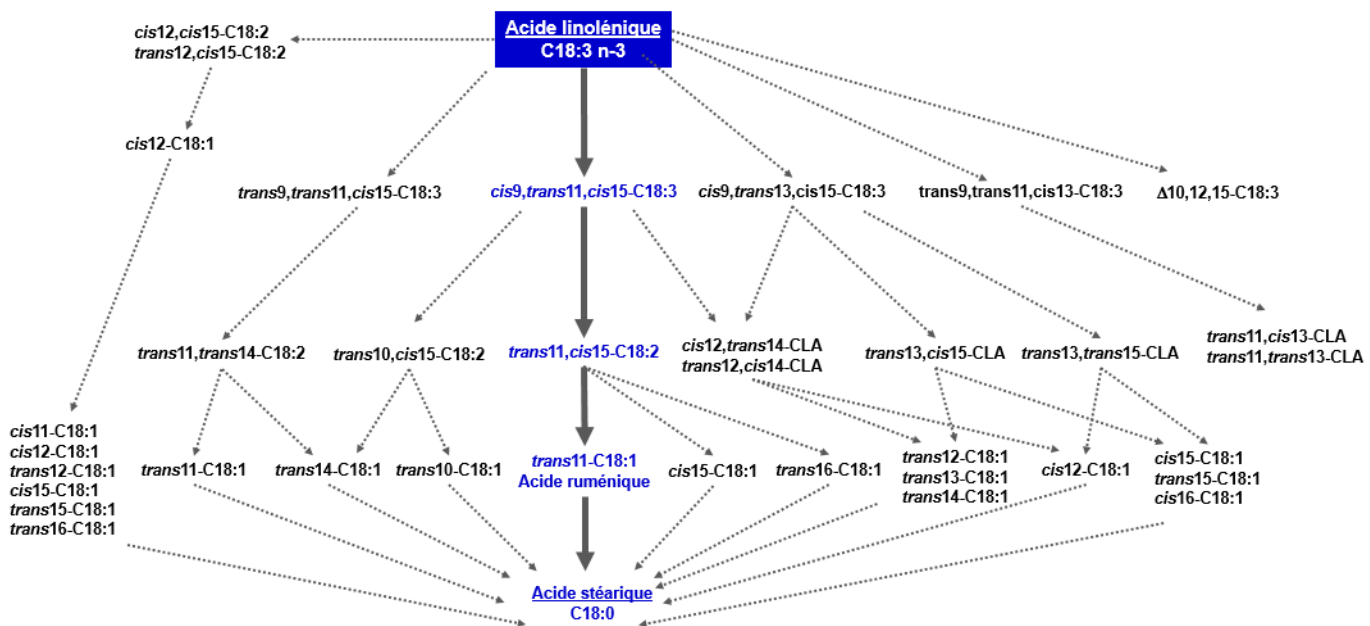 cis12,cis15-C18:2
trans12,cis15-C18:2
Acide linolénique
C18:3 n-3
cis12-C18:1
trans9,trans11,cis15-C18:3
cis9,trans11,cis15-C18:3
cis9,trans13,cis15-C18:3
trans9,trans11,cis13-C18:3
Δ10,12,15-C18:3
trans11,trans14-C18:2
trans10,cis15-C18:2
trans11,cis15-C18:2
cis12,trans14-CLA
trans12,cis14-CLA
trans13,cis15-CLA
trans13,trans15-CLA
trans11,cis13-CLA
trans11,trans13-CLA
cis11-C18:1
cis12-C18:1
trans12-C18:1
cis15-C18:1
trans15-C18:1
trans16-C18:1
trans11-C18:1
trans14-C18:1
trans10-C18:1
trans11-C18:1
Acide ruménique
cis15-C18:1
trans16-C18:1
trans12-C18:1
trans13-C18:1
trans14-C18:1
cis12-C18:1
cis15-C18:1
trans15-C18:1
cis16-C18:1
Acide stéarique
C18:0